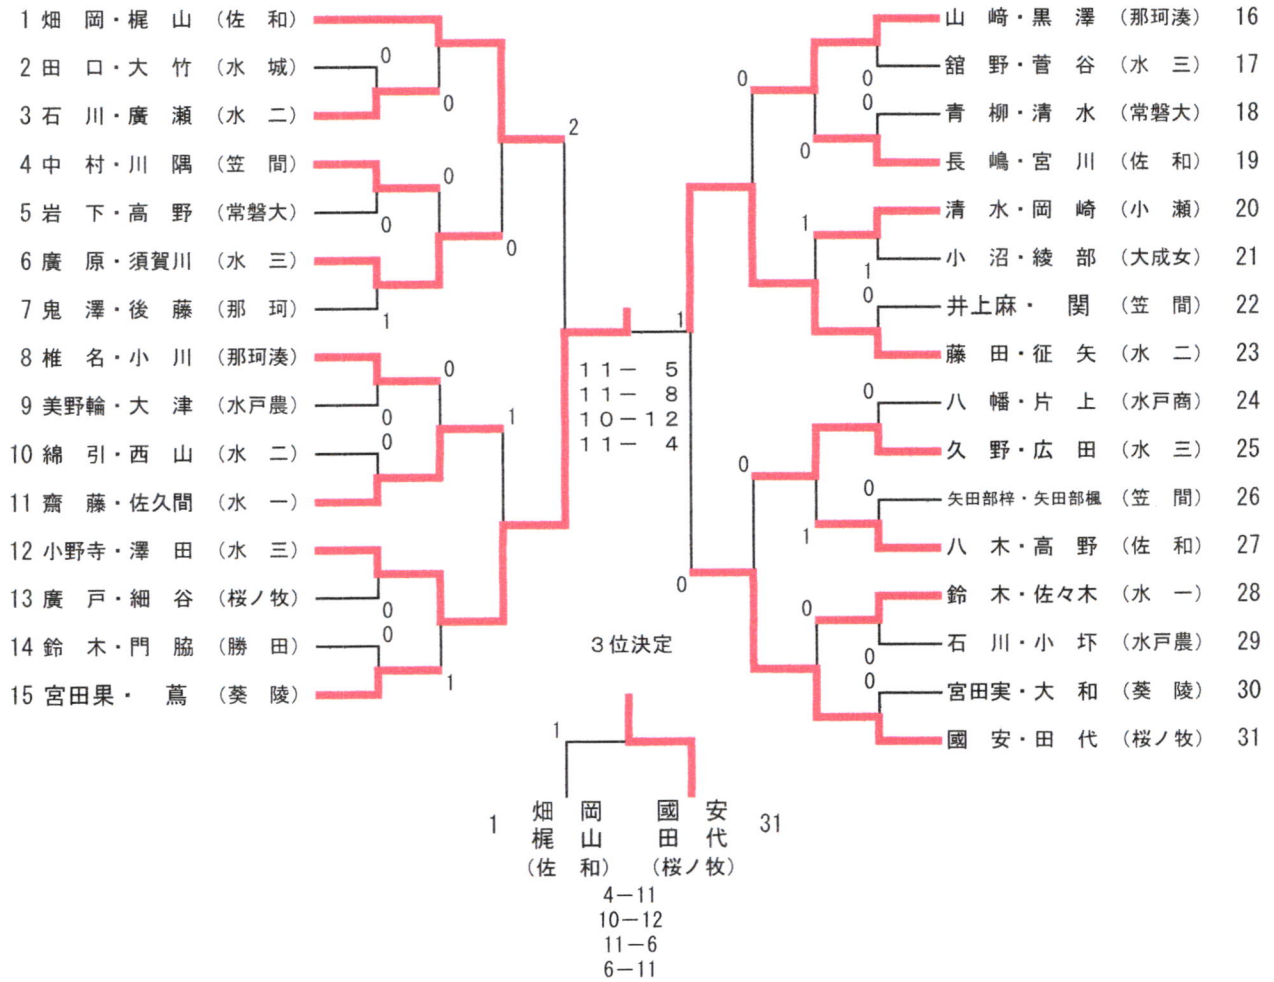 1 畑 岡・梶 山 (佐 和)
2 田 口・大 竹 (水 城)
3 石 川・廣 瀬 (水 二)
4 中 村・川 隅 (笠 間)
5 岩 下・高 野 (常磐大)
6 廣 原・須賀川 (水 三)
7 鬼 澤・後 藤 (那 珂)
8 椎 名・小 川 (那珂湊)
9 美野輪・大 津 (水戸農)
10 綿 引・西 山 (水 二)
11 齋 藤・佐久間 (水 一)
12 小野寺・澤 田 (水 三)
13 廣 戸・細 谷 (桜ノ牧)
14 鈴 木・門 脇 (勝 田)
15 宮田果・ 蔦 (葵 陵)
0
0
0
0
1
0
0
0
0
0
0
1
2
1
11－ 5
11－ 8
10－12
11－ 4
1
0
0
0
0
0
0
1
1
0
0
0
0
1
0
0
0
山 﨑・黒 澤 (那珂湊) 16
舘 野・菅 谷 (水 三) 17
青 柳・清 水 (常磐大) 18
長 嶋・宮 川 (佐 和) 19
清 水・岡 崎 (小 瀬) 20
小 沼・綾 部 (大成女) 21
井上麻・ 関 (笠 間) 22
藤 田・征 矢 (水 二) 23
八 幡・片 上 (水戸商) 24
久 野・広 田 (水 三) 25
矢田部梓・矢田部楓 (笠 間) 26
八 木・高 野 (佐 和) 27
鈴 木・佐々木 (水 一) 28
石 川・小 圷 (水戸農) 29
宮田実・大 和 (葵 陵) 30
國 安・田 代 (桜ノ牧) 31
3位決定
1
1 畑 岡 國 安 31
梶 山 田 代
(佐 和) (桜ノ牧)
4－11
10－12
11－6
6－11